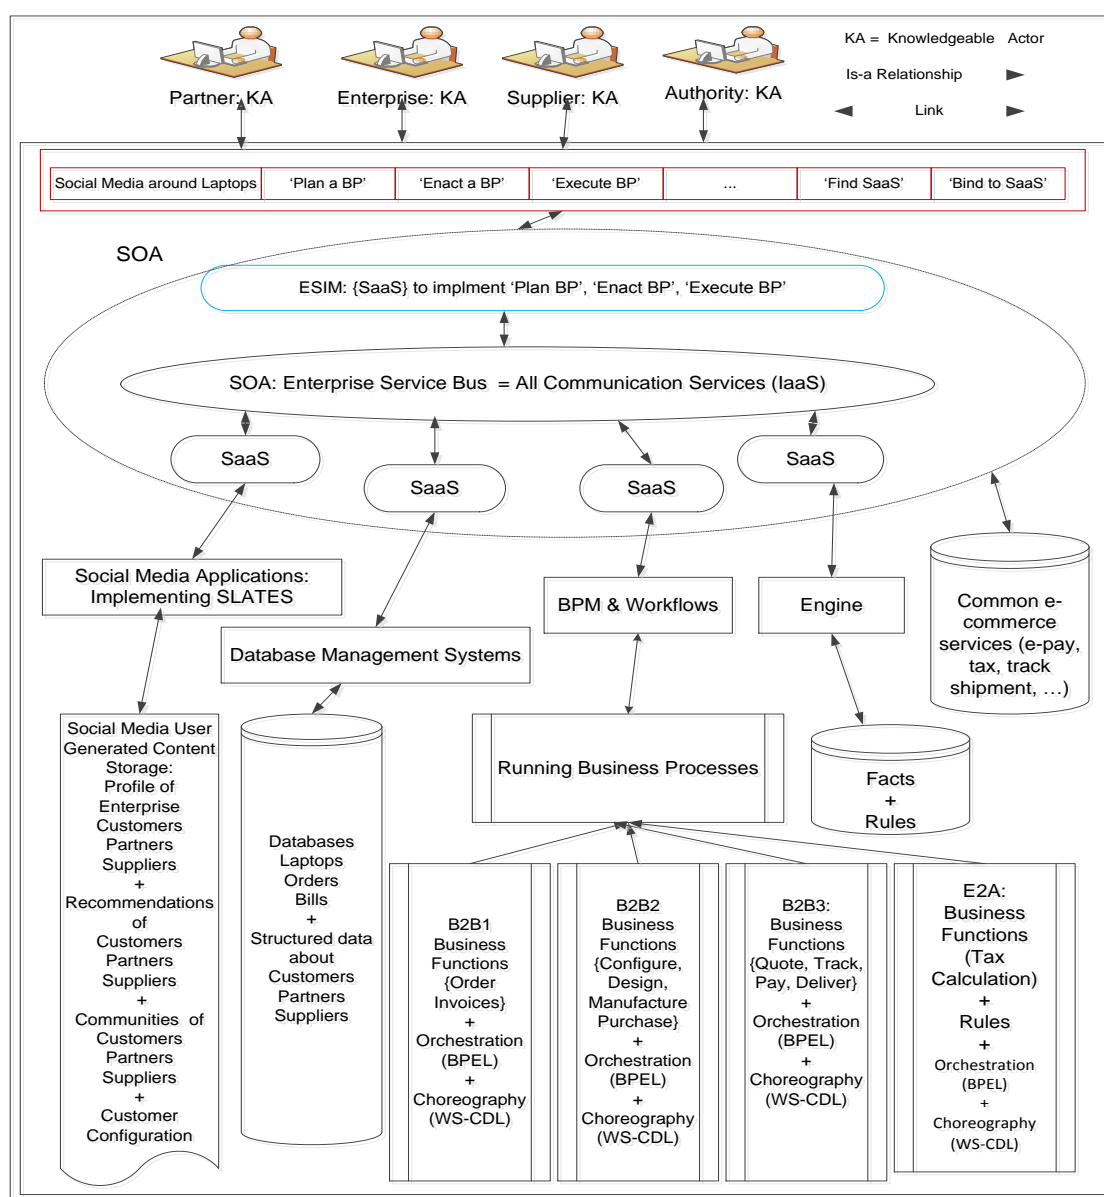 KA = Knowledgeable Actor
Is-a Relationship
Link
Partner: KA
Enterprise: KA
Supplier: KA
Authority: KA
Social Media around Laptops
‘Plan a BP’
‘Enact a BP’
‘Execute BP’
...
‘Find SaaS’
‘Bind to SaaS’
SOA
ESIM: {SaaS} to implment ‘Plan BP’, ‘Enact BP’, ‘Execute BP’
SOA: Enterprise Service Bus = All Communication Services (IaaS)
SaaS
SaaS
SaaS
SaaS
Social Media Applications:
Implementing SLATES
Database Management Systems
BPM & Workflows
Engine
Common e-
commerce
services (e-pay,
tax, track
shipment, …)
Social Media User
Generated Content
Storage:
Profile of
Enterprise
Customers
Partners
Suppliers
+
Recommendations
of
Customers
Partners
Suppliers
+
Communities of
Customers
Partners
Suppliers
+
Customer
Configuration
Databases
Laptops
Orders
Bills
+
Structured data
about
Customers
Partners
Suppliers
Running Business Processes
Facts
+
Rules
B2B1
Business
Functions
{Order
Invoices}
+
Orchestration
(BPEL)
+
Choreography
(WS-CDL)
B2B2
Business
Functions
{Configure,
Design,
Manufacture
Purchase}
+
Orchestration
(BPEL)
+
Choreography
(WS-CDL)
B2B3:
Business
Functions
{Quote, Track,
Pay, Deliver}
+
Orchestration
(BPEL)
+
Choreography
(WS-CDL)
E2A:
Business
Functions
(Tax
Calculation)
+
Rules
+
Orchestration
(BPEL)
+
Choreography
(WS-CDL)